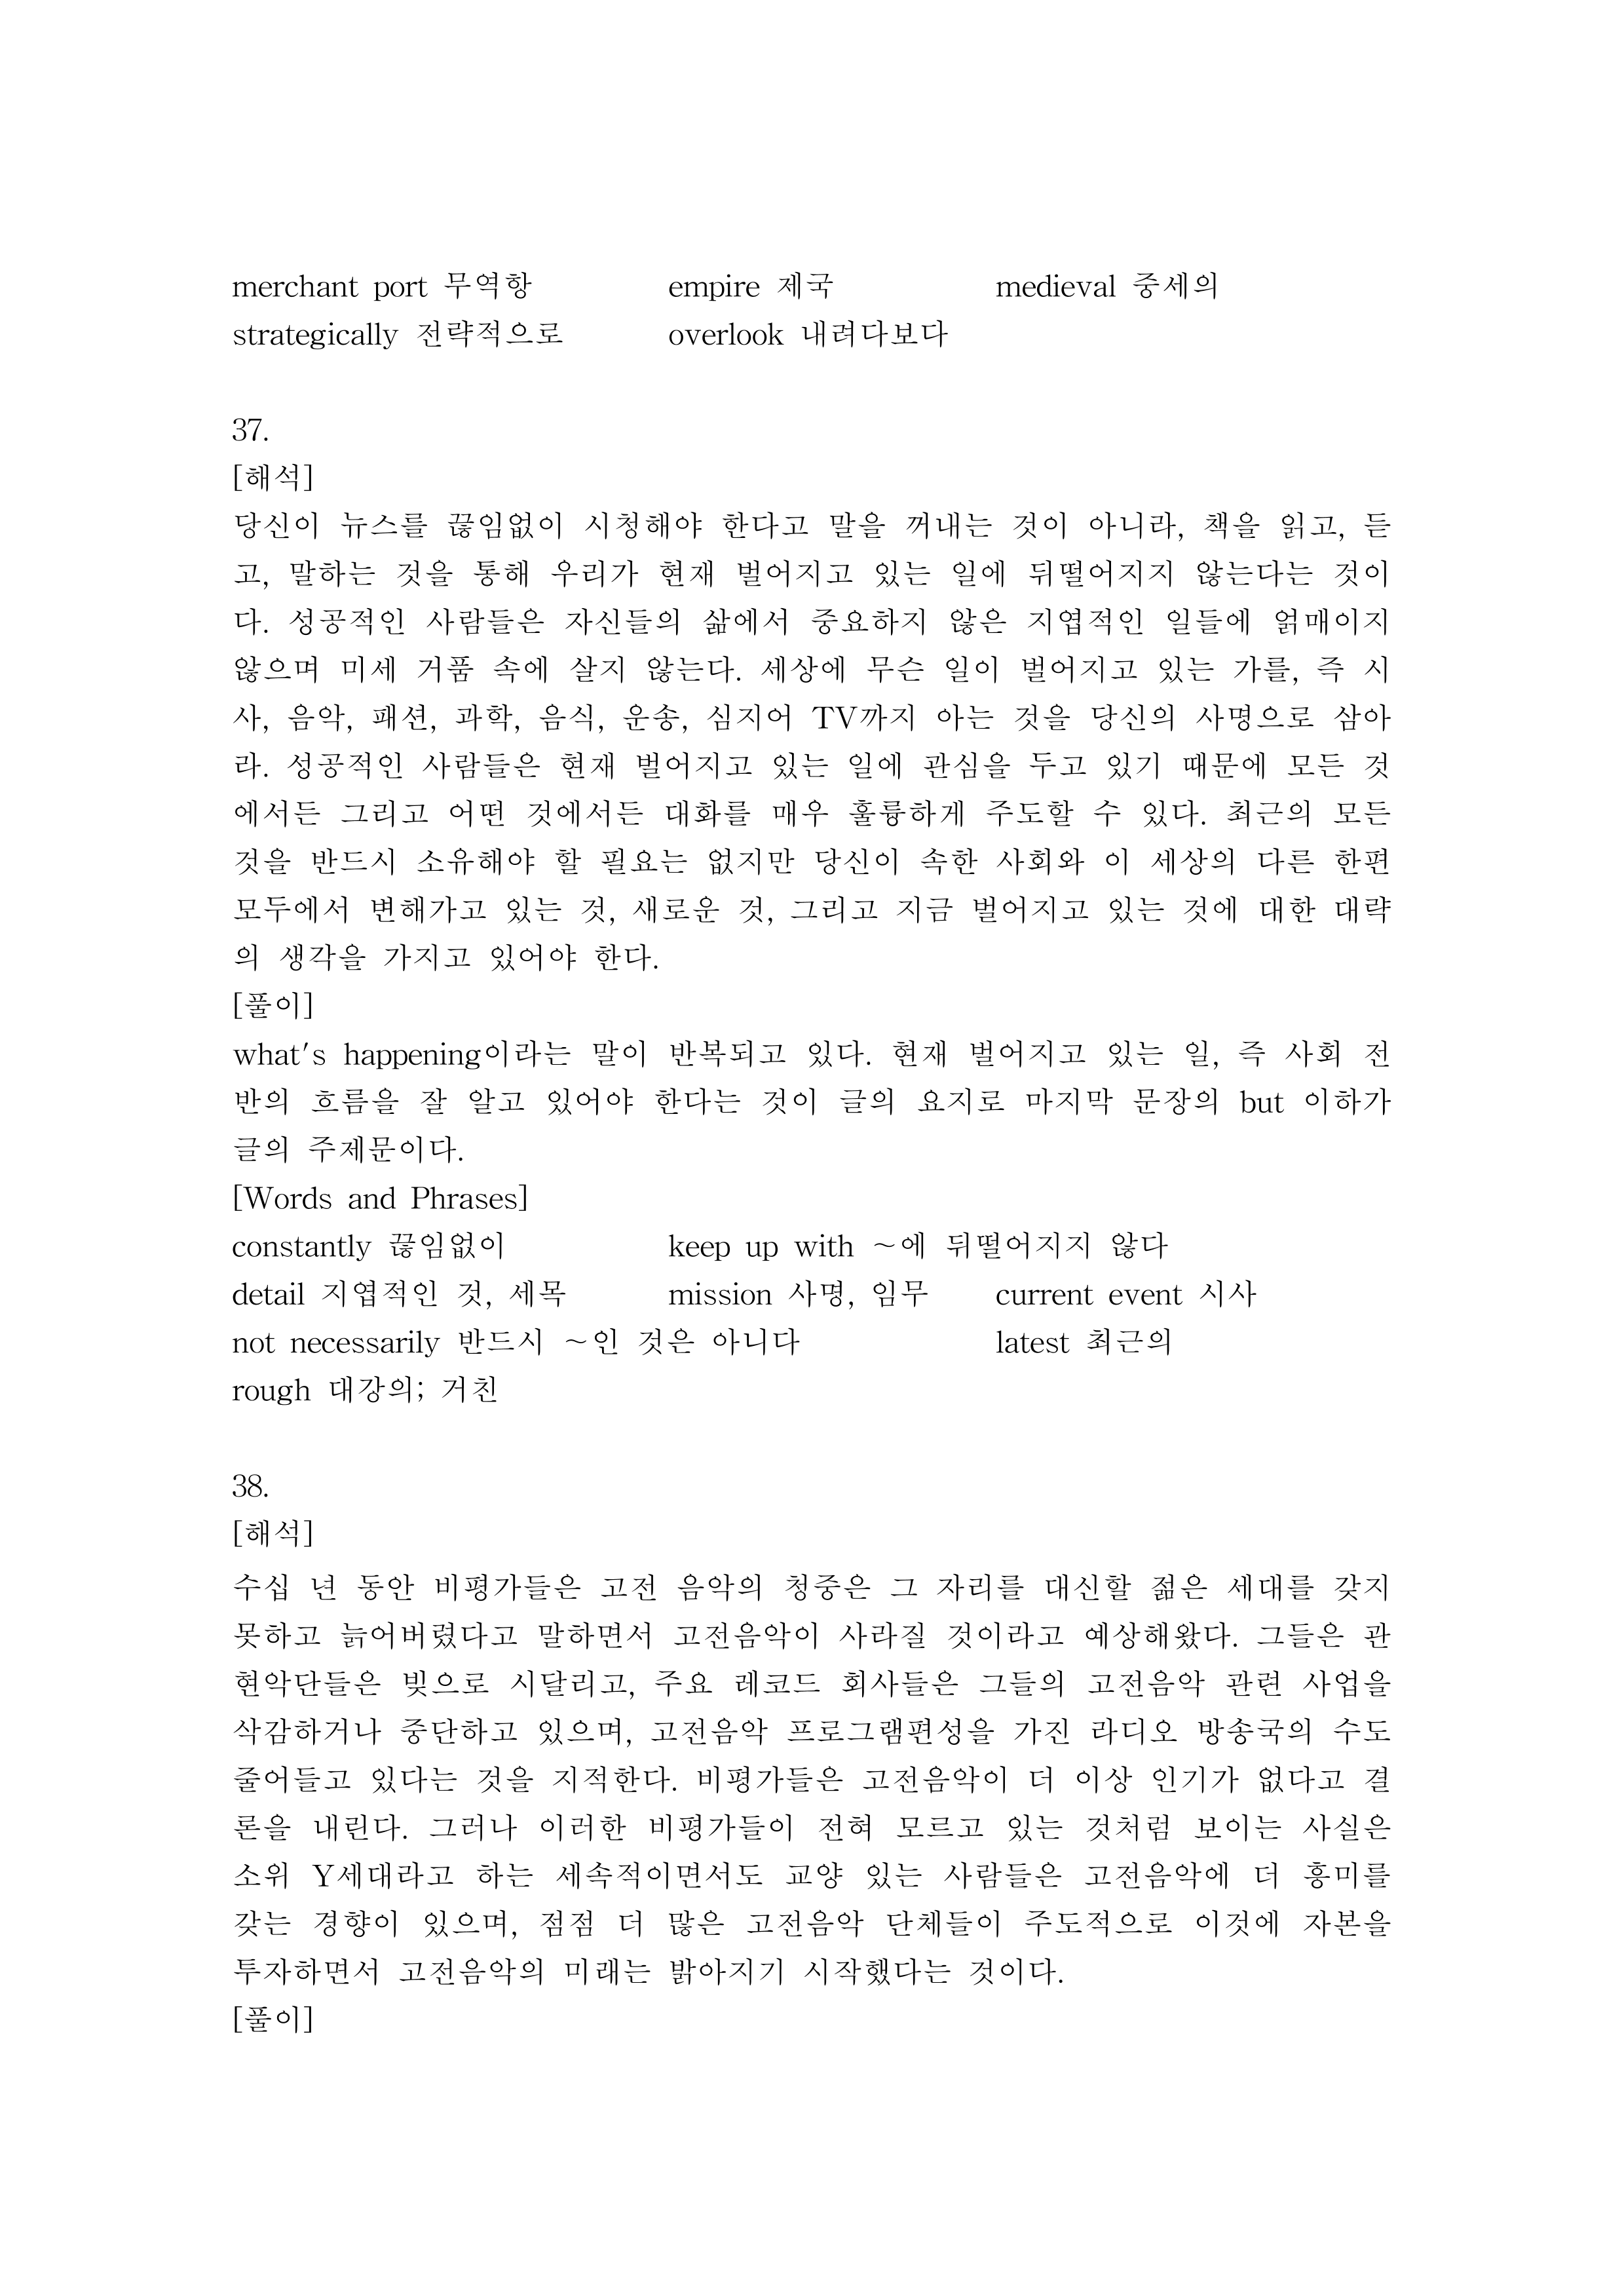 merchant port 무역항 empire 제국 medieval 중세의
strategically 전략적으로 overlook 내려다보다
37.
[해석]
당신이 뉴스를 끊임없이 시청해야 한다고 말을 꺼내는 것이 아니라, 책을 읽고, 듣
고, 말하는 것을 통해 우리가 현재 벌어지고 있는 일에 뒤떨어지지 않는다는 것이
다. 성공적인 사람들은 자신들의 삶에서 중요하지 않은 지엽적인 일들에 얽매이지
않으며 미세 거품 속에 살지 않는다. 세상에 무슨 일이 벌어지고 있는 가를, 즉 시
사, 음악, 패션, 과학, 음식, 운송, 심지어 TV까지 아는 것을 당신의 사명으로 삼아
라. 성공적인 사람들은 현재 벌어지고 있는 일에 관심을 두고 있기 때문에 모든 것
에서든 그리고 어떤 것에서든 대화를 매우 훌륭하게 주도할 수 있다. 최근의 모든
것을 반드시 소유해야 할 필요는 없지만 당신이 속한 사회와 이 세상의 다른 한편
모두에서 변해가고 있는 것, 새로운 것, 그리고 지금 벌어지고 있는 것에 대한 대략
의 생각을 가지고 있어야 한다.
[풀이]
what's happening이라는 말이 반복되고 있다. 현재 벌어지고 있는 일, 즉 사회 전
반의 흐름을 잘 알고 있어야 한다는 것이 글의 요지로 마지막 문장의 but 이하가
글의 주제문이다.
[Words and Phrases]
constantly 끊임없이 keep up with ~에 뒤떨어지지 않다
detail 지엽적인 것, 세목 mission 사명, 임무 current event 시사
not necessarily 반드시 ~인 것은 아니다 latest 최근의
rough 대강의; 거친
38.
[해석]
수십 년 동안 비평가들은 고전 음악의 청중은 그 자리를 대신할 젊은 세대를 갖지
못하고 늙어버렸다고 말하면서 고전음악이 사라질 것이라고 예상해왔다. 그들은 관
현악단들은 빚으로 시달리고, 주요 레코드 회사들은 그들의 고전음악 관련 사업을
삭감하거나 중단하고 있으며, 고전음악 프로그램편성을 가진 라디오 방송국의 수도
줄어들고 있다는 것을 지적한다. 비평가들은 고전음악이 더 이상 인기가 없다고 결
론을 내린다. 그러나 이러한 비평가들이 전혀 모르고 있는 것처럼 보이는 사실은
소위 Y세대라고 하는 세속적이면서도 교양 있는 사람들은 고전음악에 더 흥미를
갖는 경향이 있으며, 점점 더 많은 고전음악 단체들이 주도적으로 이것에 자본을
투자하면서 고전음악의 미래는 밝아지기 시작했다는 것이다.
[풀이]